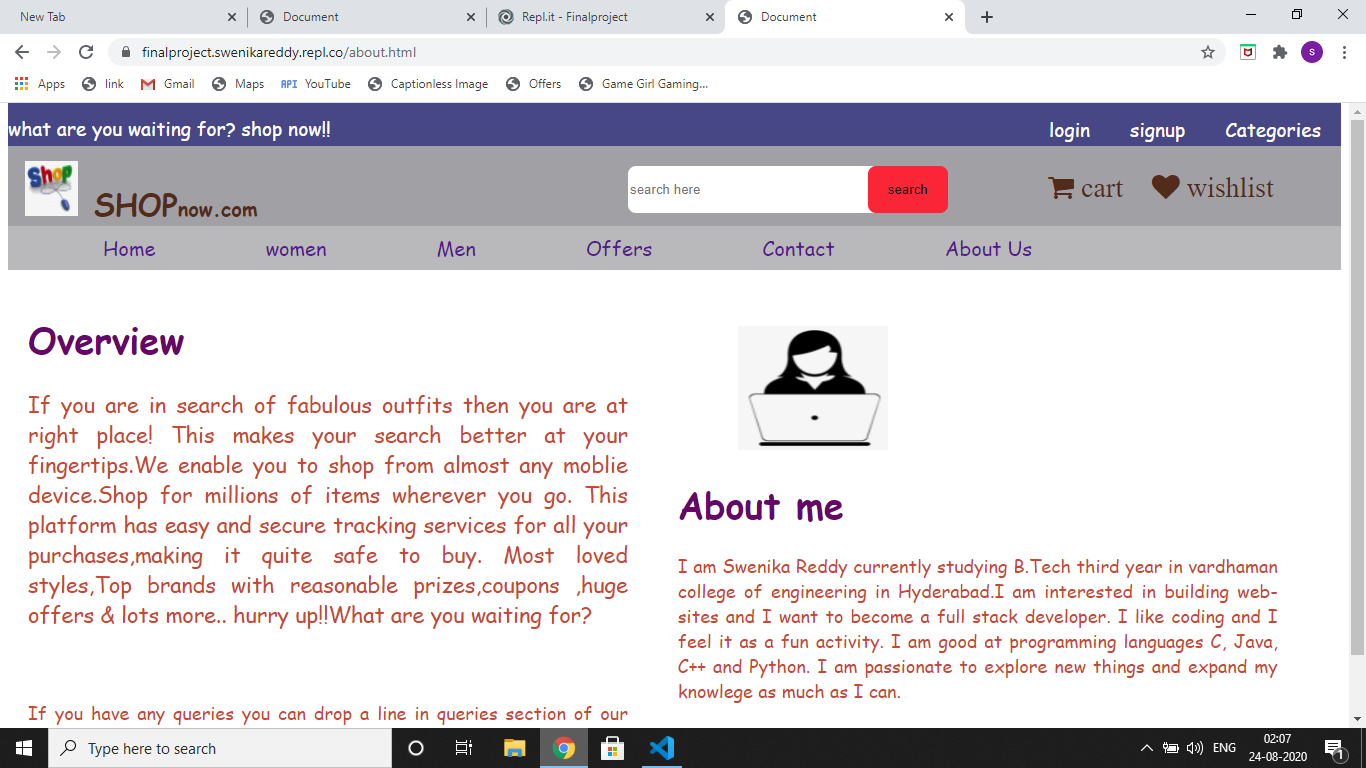 New Tab
Document
Repl.it - Finalproject
Document
finalproject.swenikareddy.repl.co/about.html
Apps
link
Gmail
Maps
API YouTube
Captionless Image
Offers
Game Girl Gaming...
what are you waiting for? shop now!!
login signup Categories
Shop
SHOPnow.com
search here
search
cart
wishlist
Home women Men Offers Contact About Us
Overview
If you are in search of fabulous outfits then you are at
right place! This makes your search better at your
fingertips.We enable you to shop from almost any moblie
device.Shop for millions of items wherever you go. This
platform has easy and secure tracking services for all your
purchases,making it quite safe to buy. Most loved
styles,Top brands with reasonable prizes,coupons ,huge
offers & lots more.. hurry up!!What are you waiting for?
If you have any queries you can drop a line in queries section of our
About me
I am Swenika Reddy currently studying B.Tech third year in vardhaman
college of engineering in Hyderabad.I am interested in building web-
sites and I want to become a full stack developer. I like coding and I
feel it as a fun activity. I am good at programming languages C, Java,
C++ and Python. I am passionate to explore new things and expand my
knowlege as much as I can.
Type here to search
ENG
02:07
24-08-2020
1
S